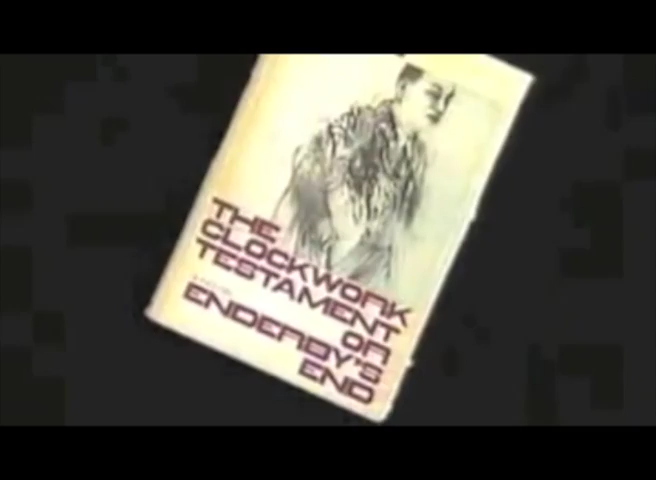 THE
CLOCKWORK
TESTAMENT
OR
ENDERBY'S
END